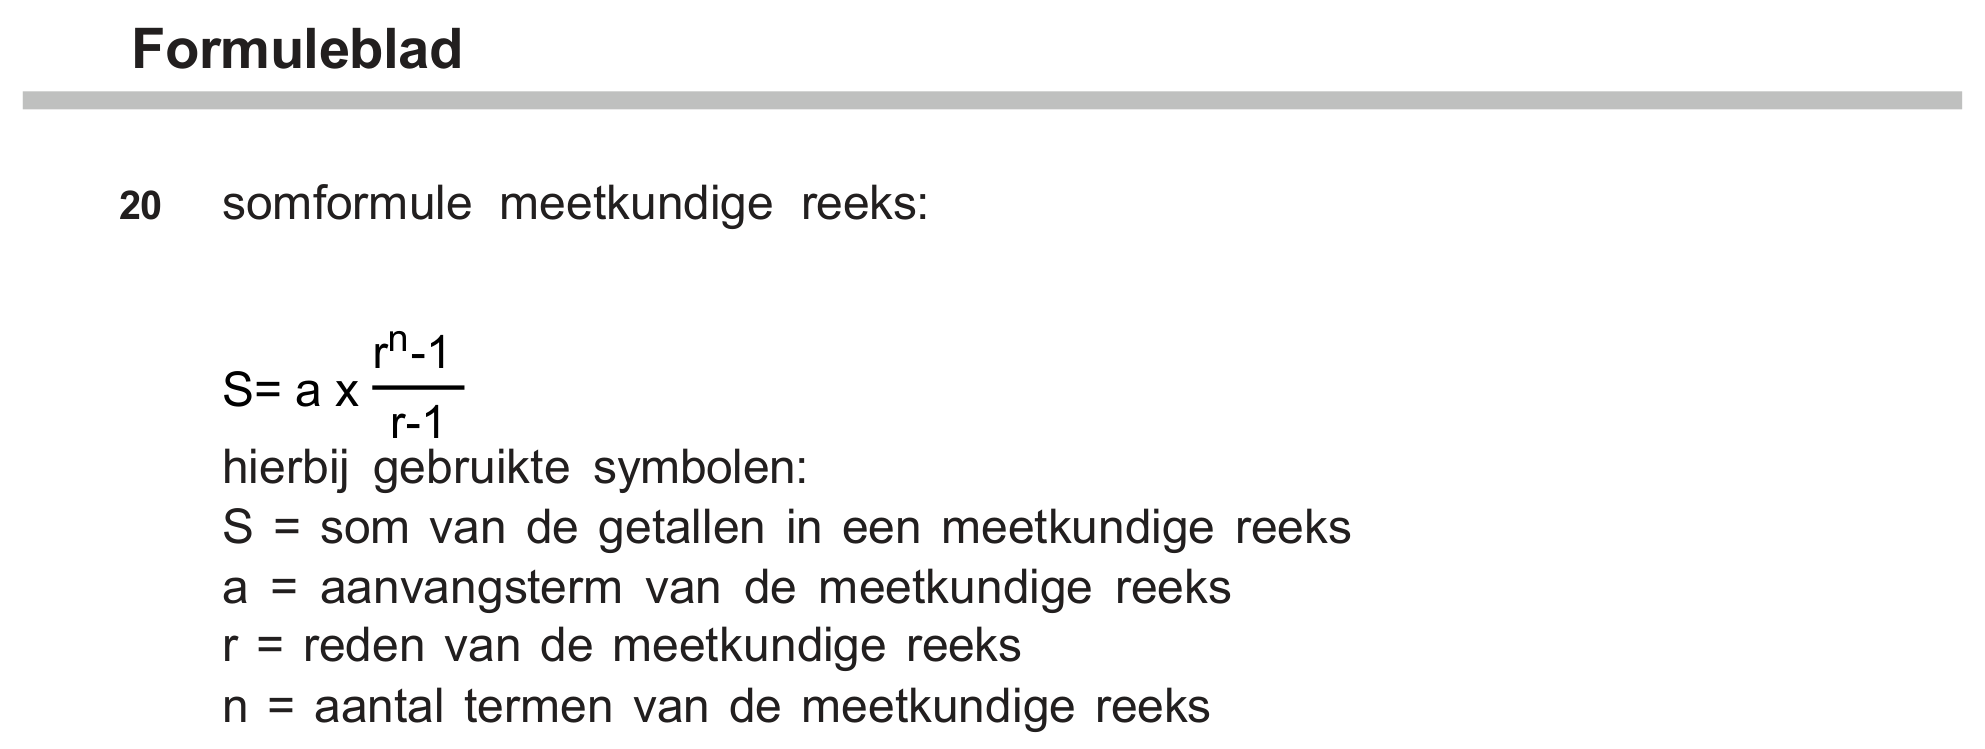 Formuleblad
20 somformule meetkundige reeks:
S= a x rⁿ-1
r-1
hierbij gebruikte symbolen:
S = som van de getallen in een meetkundige reeks
a = aanvangsterm van de meetkundige reeks
r = reden van de meetkundige reeks
n = aantal termen van de meetkundige reeks